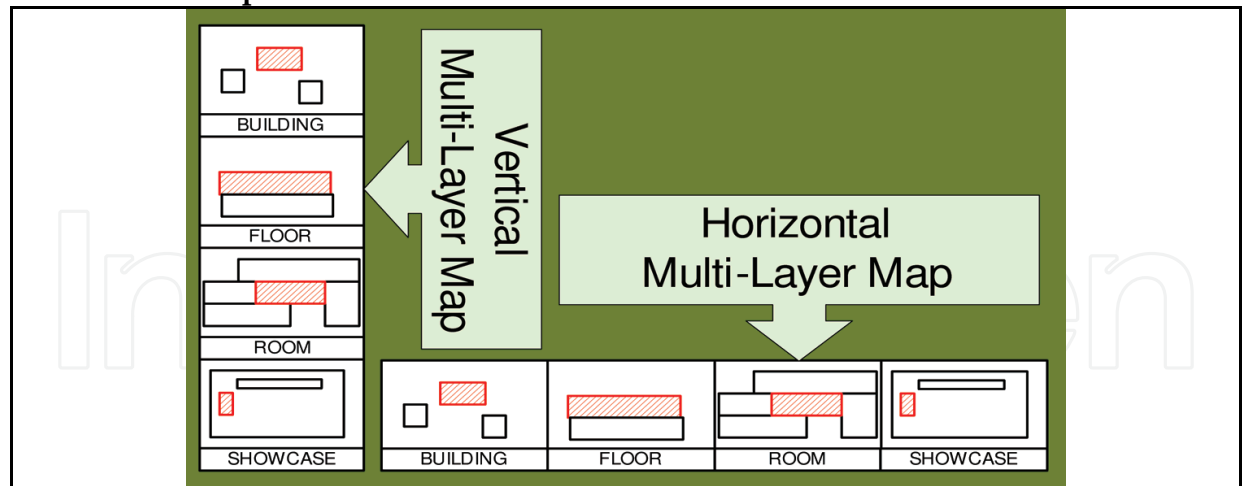 BUILDING
FLOOR
ROOM
SHOWCASE
Vertical
Multi-Layer Map
Horizontal
Multi-Layer Map
BUILDING
FLOOR
ROOM
SHOWCASE